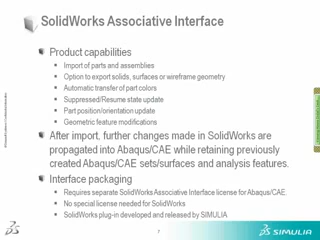 SolidWorks Associative Interface
Product capabilities
Import of parts and assemblies
Option to export solids, surfaces or wireframe geometry
Automatic transfer of part colors
Suppressed/Resume state update
Part position/orientation update
Geometric feature modifications
After import, further changes made in SolidWorks are
propagated into Abaqus/CAE while retaining previously
created Abaqus/CAE sets/surfaces and analysis features.
Interface packaging
Requires separate SolidWorks Associative Interface license for Abaqus/CAE.
No special license needed for SolidWorks
SolidWorks plug-in developed and released by SIMULIA
7
SIMULIA